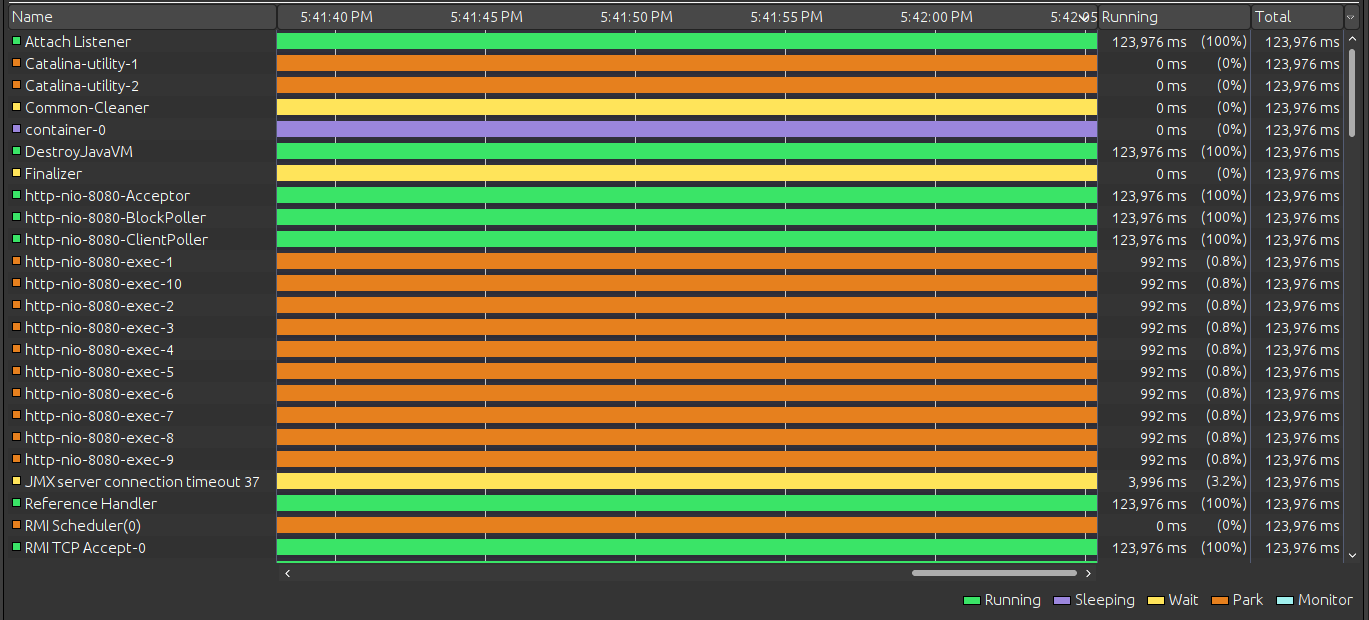 Name 5:41:40 PM 5:41:45 PM 5:41:50 PM 5:41:55 PM 5:42:00 PM 5:42:05 Running Total
Attach Listener 123,976 ms (100%) 123,976 ms
Catalina-utility-1 0 ms (0%) 123,976 ms
Catalina-utility-2 0 ms (0%) 123,976 ms
Common-Cleaner 0 ms (0%) 123,976 ms
container-0 0 ms (0%) 123,976 ms
DestroyJavaVM 123,976 ms (100%) 123,976 ms
Finalizer 0 ms (0%) 123,976 ms
http-nio-8080-Acceptor 123,976 ms (100%) 123,976 ms
http-nio-8080-BlockPoller 123,976 ms (100%) 123,976 ms
http-nio-8080-ClientPoller 123,976 ms (100%) 123,976 ms
http-nio-8080-exec-1 992 ms (0.8%) 123,976 ms
http-nio-8080-exec-10 992 ms (0.8%) 123,976 ms
http-nio-8080-exec-2 992 ms (0.8%) 123,976 ms
http-nio-8080-exec-3 992 ms (0.8%) 123,976 ms
http-nio-8080-exec-4 992 ms (0.8%) 123,976 ms
http-nio-8080-exec-5 992 ms (0.8%) 123,976 ms
http-nio-8080-exec-6 992 ms (0.8%) 123,976 ms
http-nio-8080-exec-7 992 ms (0.8%) 123,976 ms
http-nio-8080-exec-8 992 ms (0.8%) 123,976 ms
http-nio-8080-exec-9 992 ms (0.8%) 123,976 ms
JMX server connection timeout 37 3,996 ms (3.2%) 123,976 ms
Reference Handler 123,976 ms (100%) 123,976 ms
RMI Scheduler(0) 0 ms (0%) 123,976 ms
RMI TCP Accept-0 123,976 ms (100%) 123,976 ms
Running Sleeping Wait Park Monitor